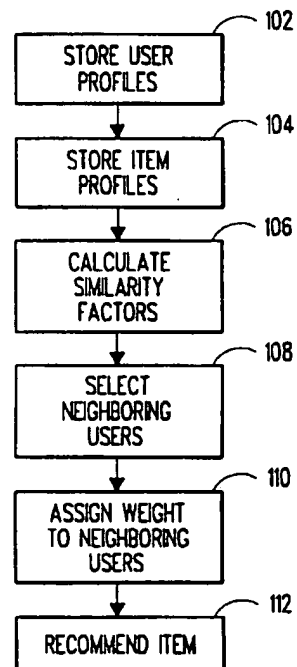 102
STORE USER
PROFILES
104
STORE ITEM
PROFILES
106
CALCULATE
SIMILARITY
FACTORS
108
SELECT
NEIGHBORING
USERS
110
ASSIGN WEIGHT
TO NEIGHBORING
USERS
112
RECOMMEND ITEM